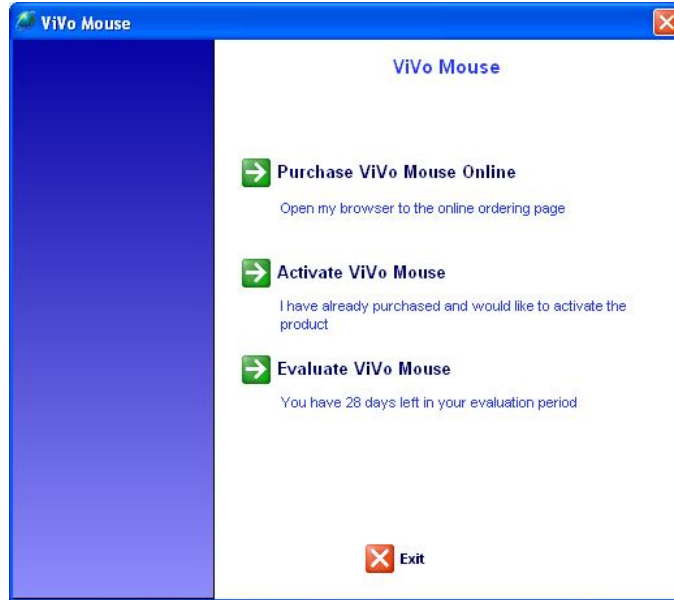 ViVo Mouse
ViVo Mouse
Purchase ViVo Mouse Online
Open my browser to the online ordering page
Activate ViVo Mouse
I have already purchased and would like to activate the
product
Evaluate ViVo Mouse
You have 28 days left in your evaluation period
Exit